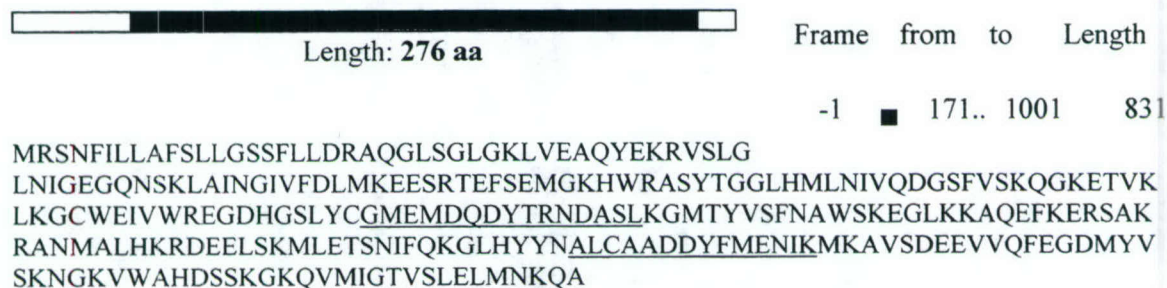 Length: 276 aa
Frame from to Length
-1 ■ 171.. 1001 831
MRSNFILLAFSLLGSSFLLDRAQGLSGLGKLVEAQYEKRVSLG
LNIGEGQNSKLAINGIVFDLMKEESRTEFSEMGKHWRASYTGGLHMLNIVQDGSFVSKQGKETVK
LKGCWEIVWREGDHGSLYCGMEMDQDYTRNDASLKGMTYVSFNAWSKEGLKKAQEFKERSAK
RANMALHKRDEELSKMLETSNIFQKGLHYYNALCAADDYFMENIKMKAVSDEEVVQFEGDMYV
SKNGKVWAHDSSKGKQVMIGTVSLELMNKQA